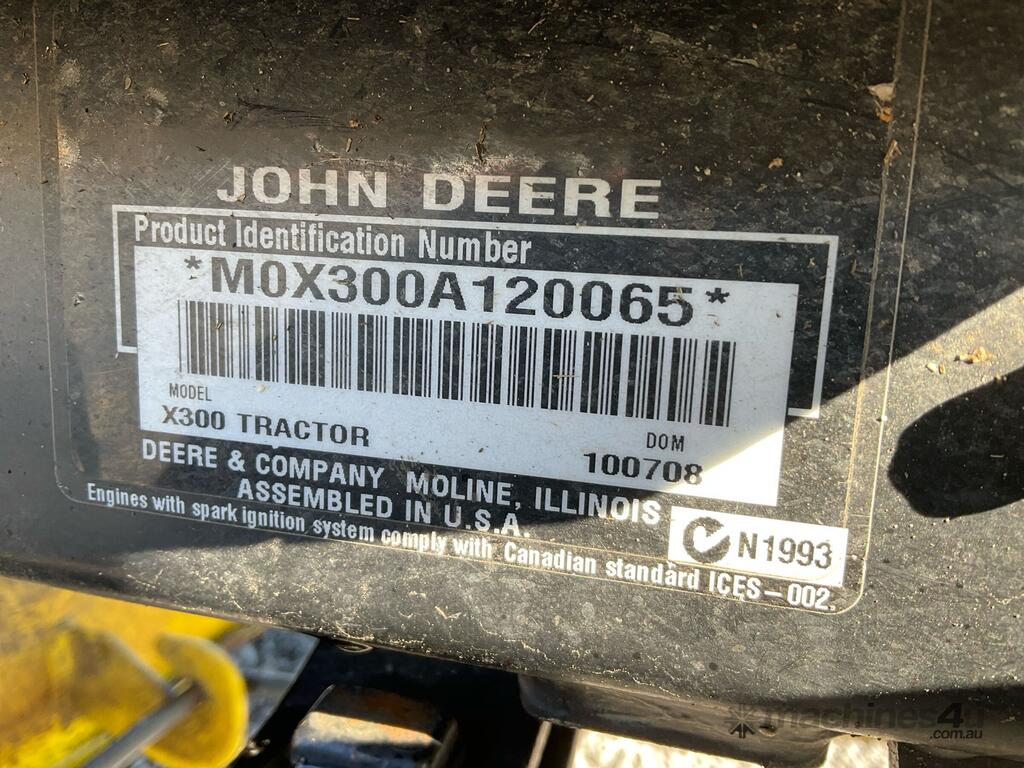 JOHN DEERE
Product Identification Number
*M0X300A120065*
MODEL
X300 TRACTOR
DOM
100708
DEERE & COMPANY MOLINE, ILLINOIS
ASSEMBLED IN U.S.A.
N1993
Engines with spark ignition system comply with Canadian standard ICES-002.
machines4u
.com.au